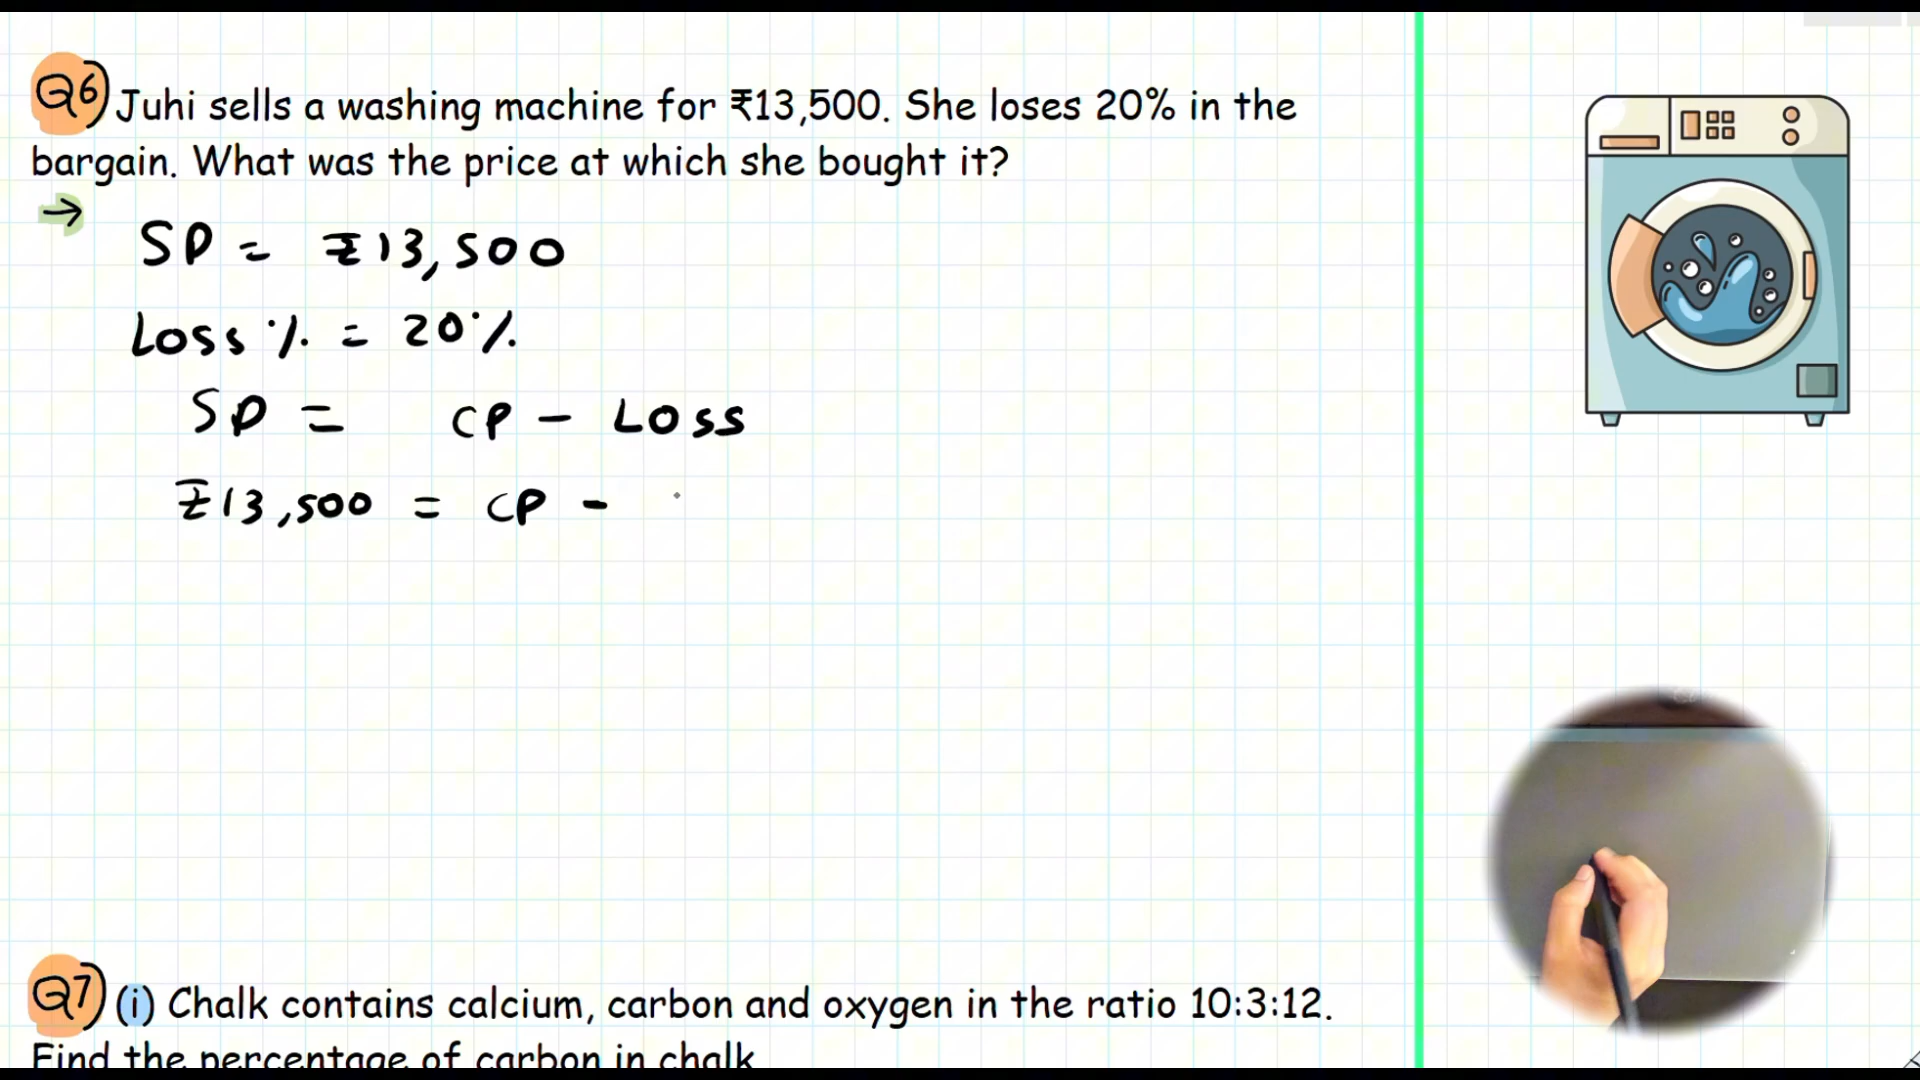 Q6) Juhi sells a washing machine for ₹13,500. She loses 20% in the
bargain. What was the price at which she bought it?
→
SP = ₹13,500
Loss % = 20%
SP = CP - Loss
₹13,500 = CP -
Q7) (i) Chalk contains calcium, carbon and oxygen in the ratio 10:3:12.
Find the percentage of carbon in chalk